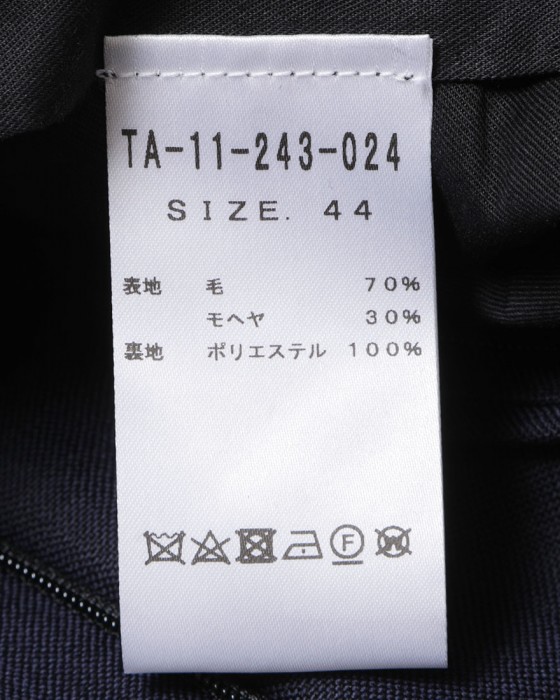 TA-11-243-024
SIZE. 44
表地 毛 70%
モヘヤ 30%
裏地 ポリエステル 100%
F W